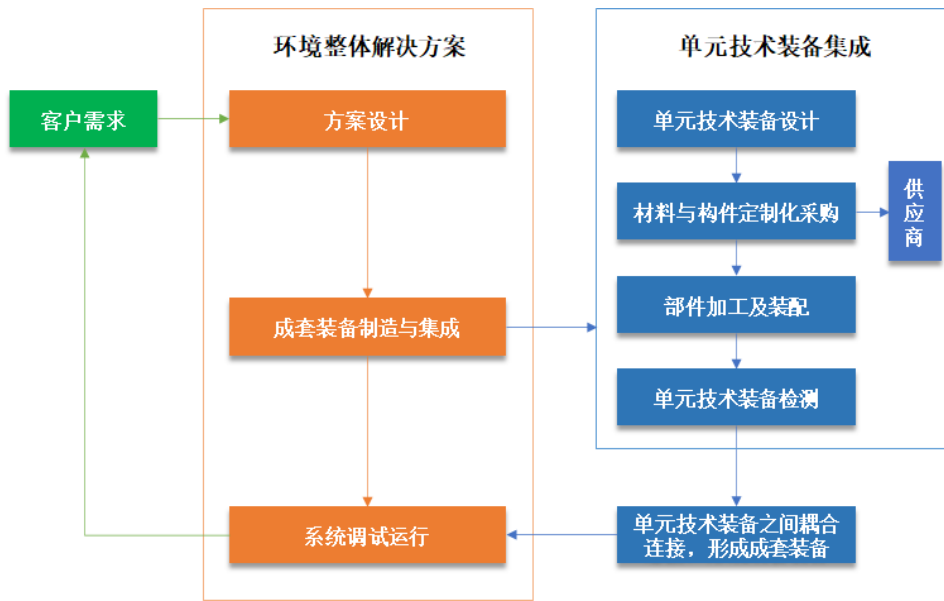 环境整体解决方案
单元技术装备集成
客户需求
方案设计
单元技术装备设计
材料与构件定制化采购
供
应
商
部件加工及装配
成套装备制造与集成
单元技术装备检测
系统调试运行
单元技术装备之间耦合
连接，形成成套装备